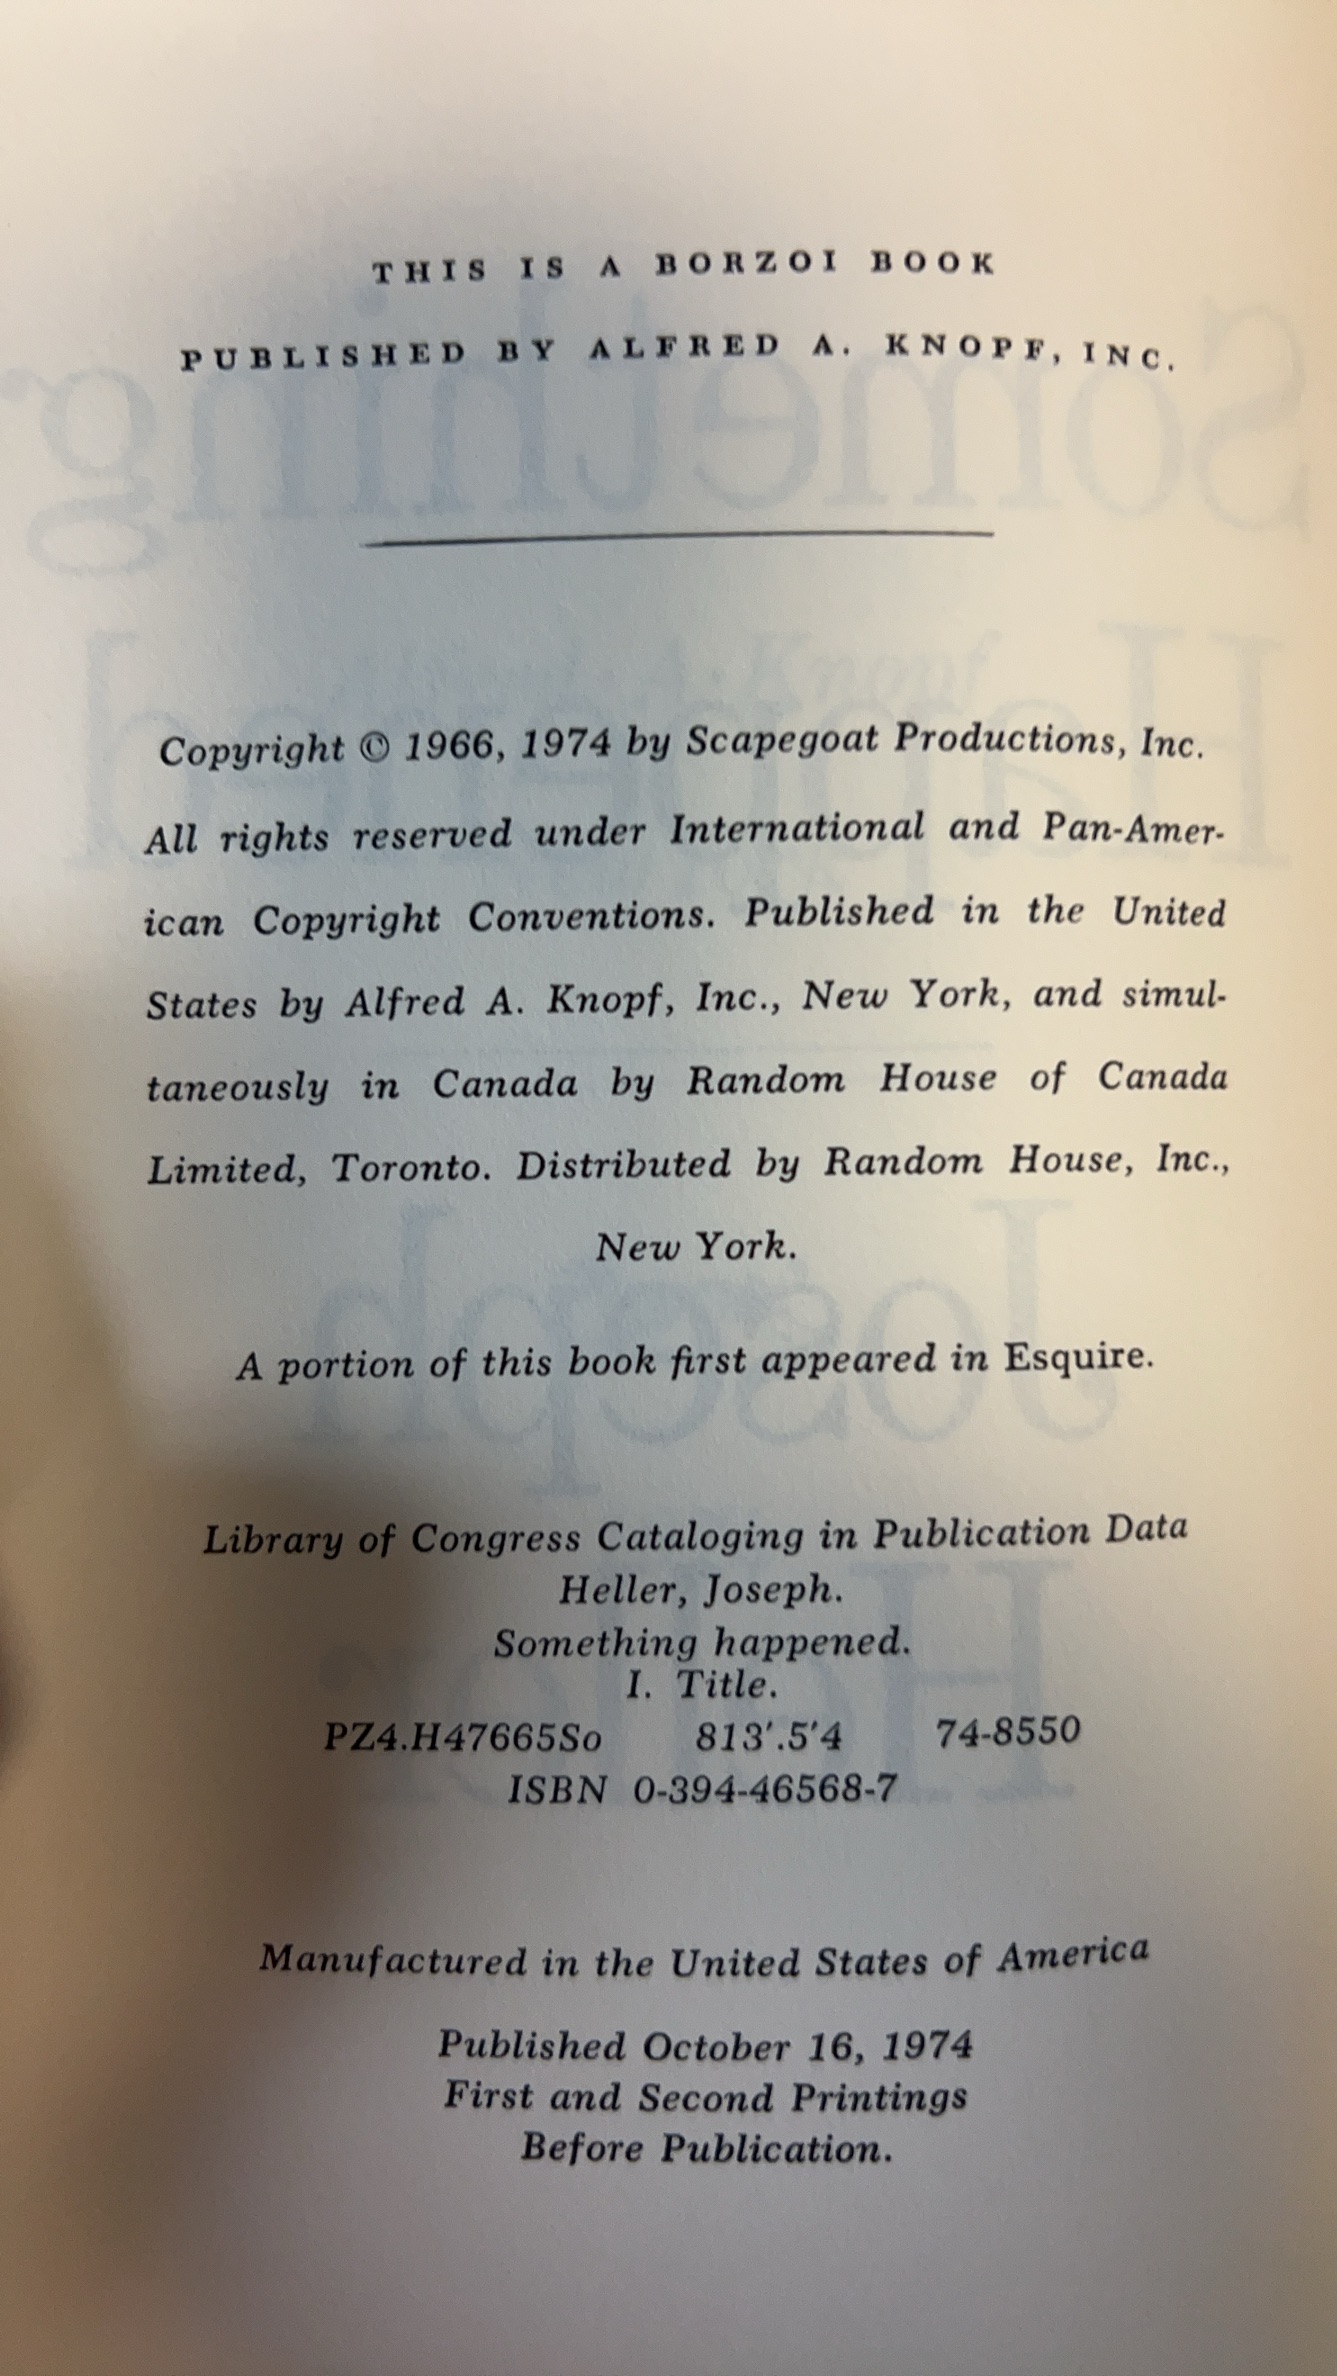 THIS IS A BORZOI BOOK
PUBLISHED BY ALFRED A. KNOPF, INC.
Copyright © 1966, 1974 by Scapegoat Productions, Inc.
All rights reserved under International and Pan-Amer-
ican Copyright Conventions. Published in the United
States by Alfred A. Knopf, Inc., New York, and simul-
taneously in Canada by Random House of Canada
Limited, Toronto. Distributed by Random House, Inc.,
New York.
A portion of this book first appeared in Esquire.
Library of Congress Cataloging in Publication Data
Heller, Joseph.
Something happened.
I. Title.
PZ4.H47665So 813'.5'4 74-8550
ISBN 0-394-46568-7
Manufactured in the United States of America
Published October 16, 1974
First and Second Printings
Before Publication.